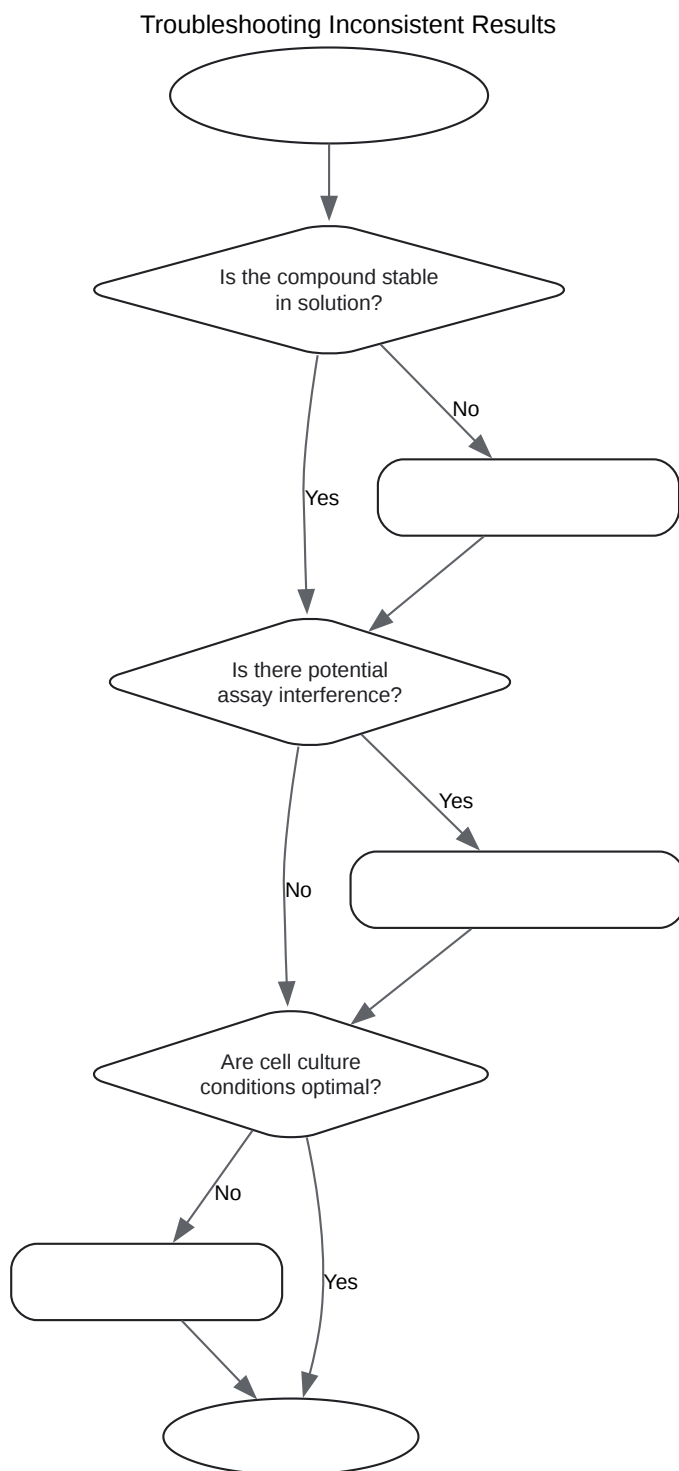 Troubleshooting Inconsistent Results
Is the compound stable
in solution?
No
Yes
Is there potential
assay interference?
Yes
No
Are cell culture
conditions optimal?
No
Yes